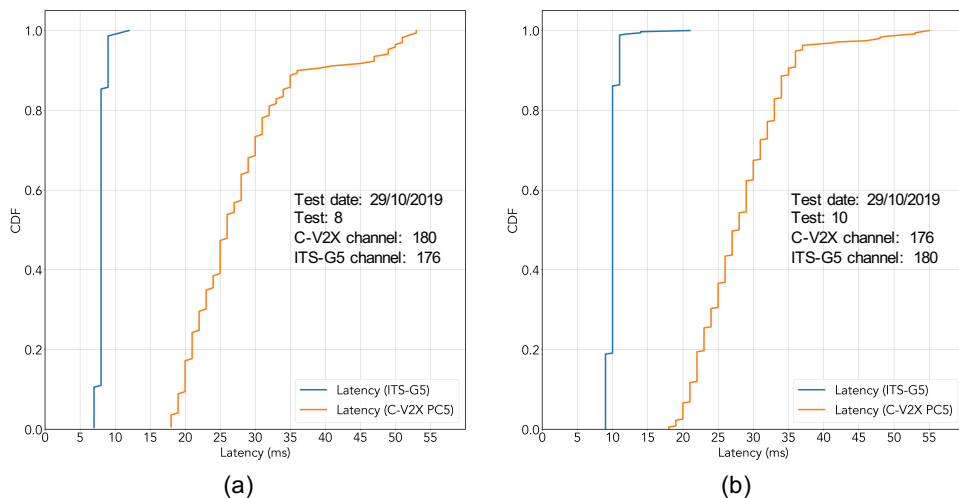 1.0
0.8
0.6
0.4
0.2
0.0
CDF
0 5 10 15 20 25 30 35 40 45 50 55
Latency (ms)
Test date: 29/10/2019
Test: 8
C-V2X channel: 180
ITS-G5 channel: 176
Latency (ITS-G5)
Latency (C-V2X PC5)
(a)
1.0
0.8
0.6
0.4
0.2
0.0
CDF
0 5 10 15 20 25 30 35 40 45 50 55
Latency (ms)
Test date: 29/10/2019
Test: 10
C-V2X channel: 176
ITS-G5 channel: 180
Latency (ITS-G5)
Latency (C-V2X PC5)
(b)